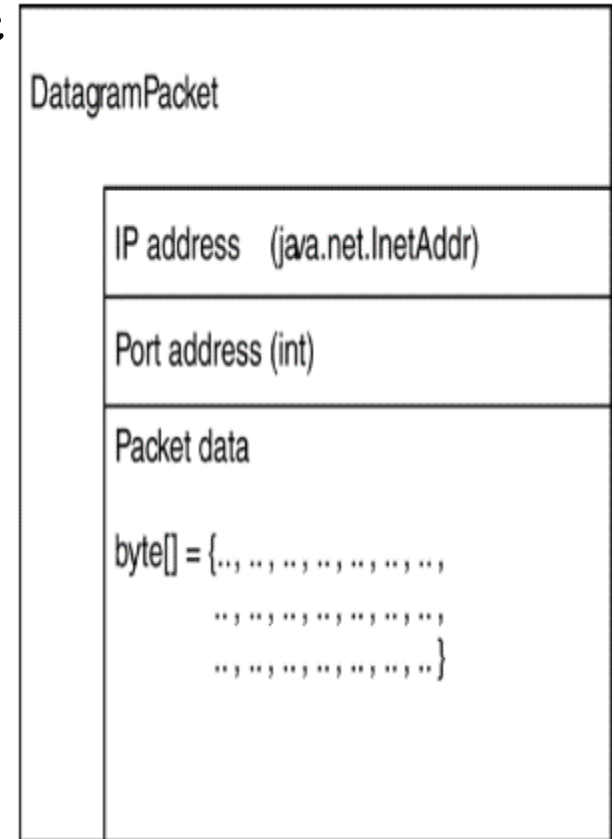 DatagramPacket
IP address (java.net.InetAddr)
Port address (int)
Packet data
byte[] = {.., .., .., .., .., .., ..,
.., .., .., .., .., .., ..,
.., .., .., .., .., .., ..}